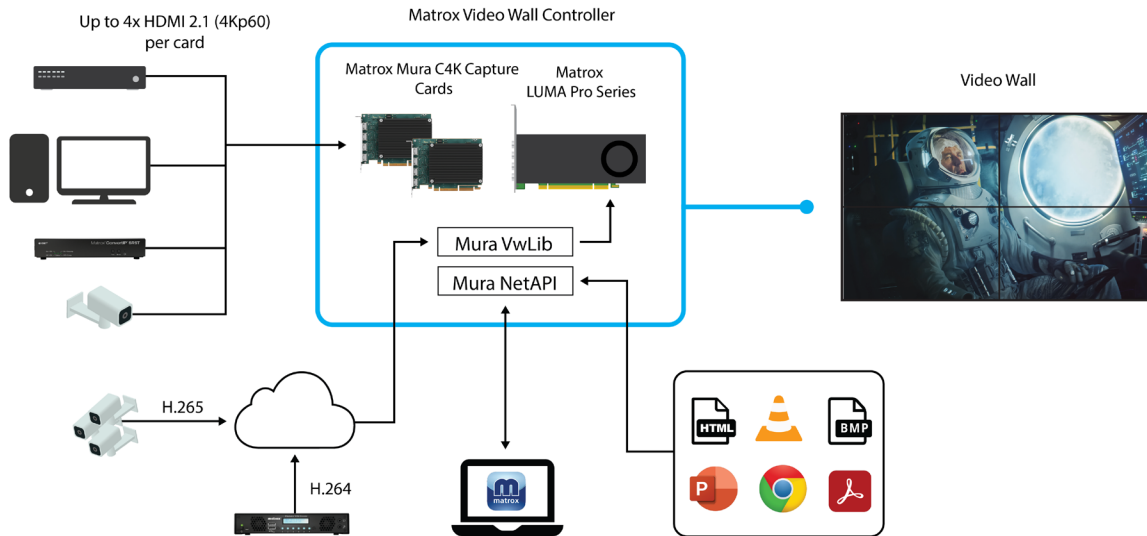 Up to 4x HDMI 2.1 (4Kp60)
per card
Matrox Video Wall Controller
Matrox Mura C4K Capture
Cards
Matrox
LUMA Pro Series
Video Wall
Mura VwLib
Mura NetAPI
H.265
H.264
m
matrox
HTML
BMP
P